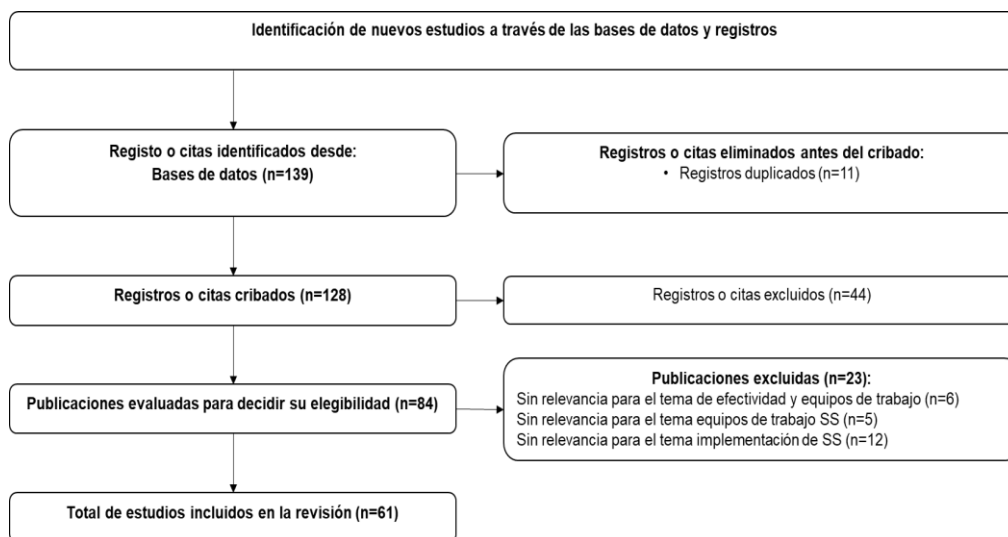 Identificación de nuevos estudios a través de las bases de datos y registros
Registo o citas identificados desde:
Bases de datos (n=139)
Registros o citas eliminados antes del cribado:
• Registros duplicados (n=11)
Registros o citas cribados (n=128)
Registros o citas excluidos (n=44)
Publicaciones evaluadas para decidir su elegibilidad (n=84)
Publicaciones excluidas (n=23):
Sin relevancia para el tema de efectividad y equipos de trabajo (n=6)
Sin relevancia para el tema equipos de trabajo SS (n=5)
Sin relevancia para el tema implementación de SS (n=12)
Total de estudios incluidos en la revisión (n=61)